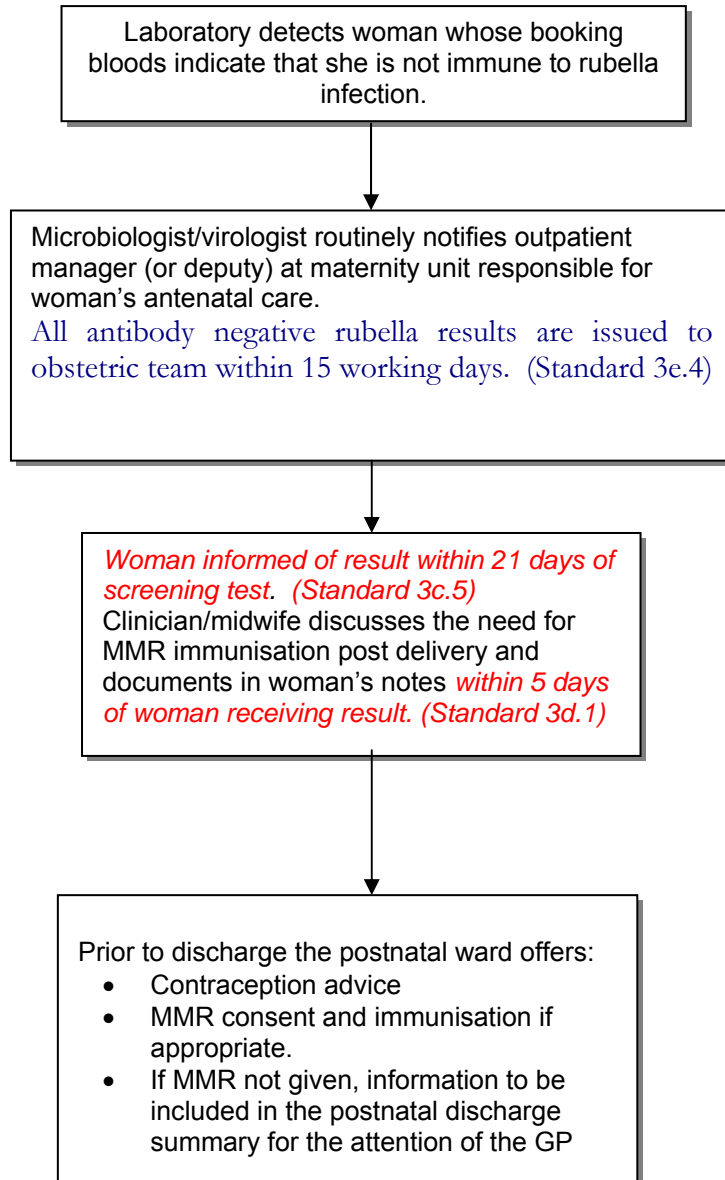 Laboratory detects woman whose booking
bloods indicate that she is not immune to rubella
infection.
Microbiologist/virologist routinely notifies outpatient
manager (or deputy) at maternity unit responsible for
woman's antenatal care.
All antibody negative rubella results are issued to
obstetric team within 15 working days. (Standard 3e.4)
Woman informed of result within 21 days of
screening test. (Standard 3c.5)
Clinician/midwife discusses the need for
MMR immunisation post delivery and
documents in woman's notes within 5 days
of woman receiving result. (Standard 3d.1)
Prior to discharge the postnatal ward offers:
• Contraception advice
• MMR consent and immunisation if
appropriate.
• If MMR not given, information to be
included in the postnatal discharge
summary for the attention of the GP